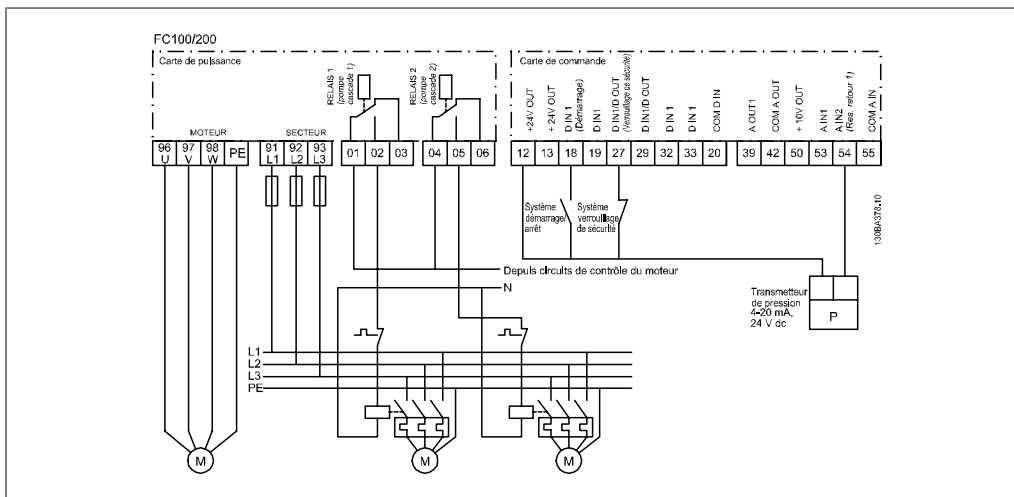 FC100/200
Carte de puissance
RELAIS 1
(pompe
cascade 1)
RELAIS 2
(pompe
cascade 2)
MOTEUR
SECTEUR
96 97 98 PE 91 92 93 01 02 03 04 05 06
U V W L1 L2 L3
Carte de commande
+24V OUT
+ 24V OUT
D IN 1
(Démarrage)
D IN1
D IN1/D OUT
(Verrouillage de sécurité)
D IN1/D OUT
D IN1
D IN1
COM D IN
A OUT1
COM A OUT
+ 10V OUT
A IN1
A IN2
(Res. retour 1)
COM A IN
12 13 18 19 27 29 32 33 20 39 42 50 53 54 55
Système
démarrage/
arrêt
Système
verrouillage
de sécurité
130BA378.10
Depuis circuits de contrôle du moteur
N
Transmetteur
de pression
4-20 mA,
24 V dc
P
L1
L2
L3
PE
M
M
M